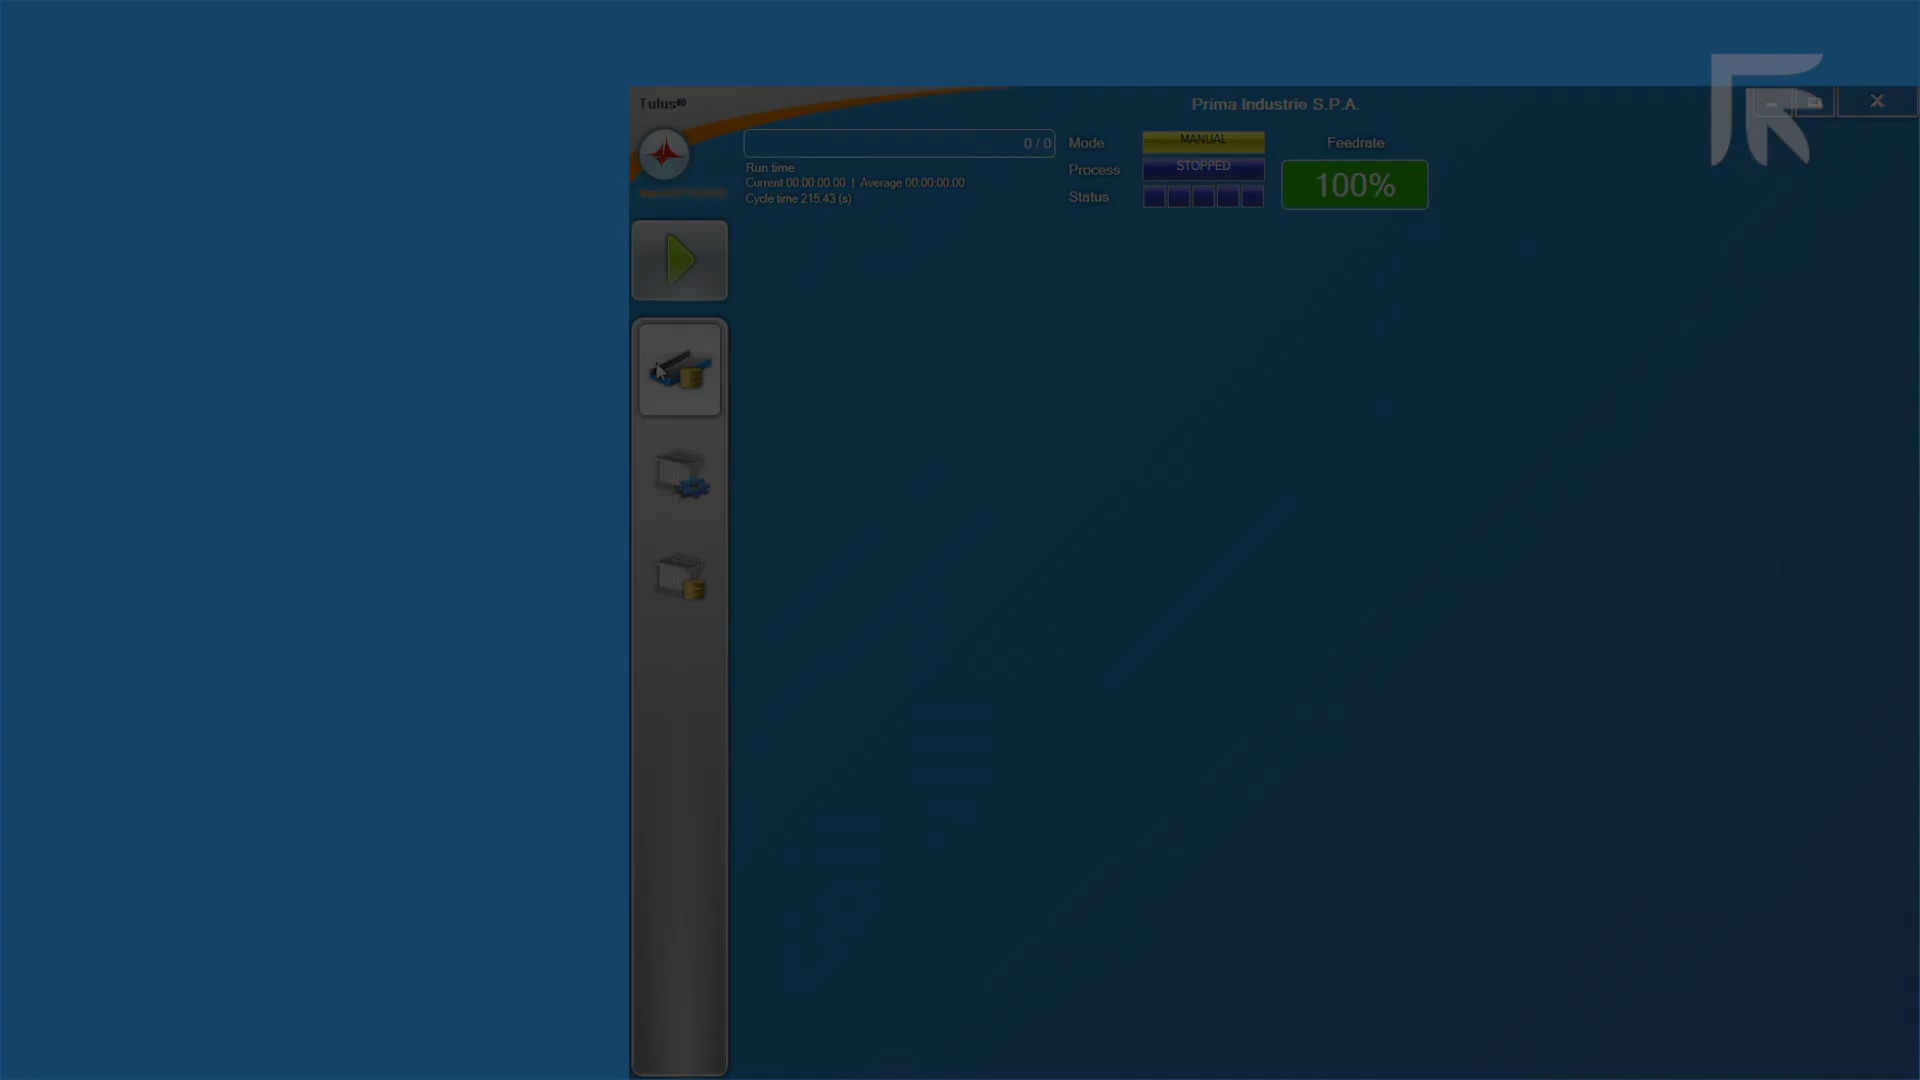 Tulus®
Prima Industrie S.P.A.
0 / 0
Run time
Current 00:00:00.00 | Average 00:00:00.00
Cycle time 215.43 (s)
Mode
MANUAL
Process
STOPPED
Status
Feedrate
100%